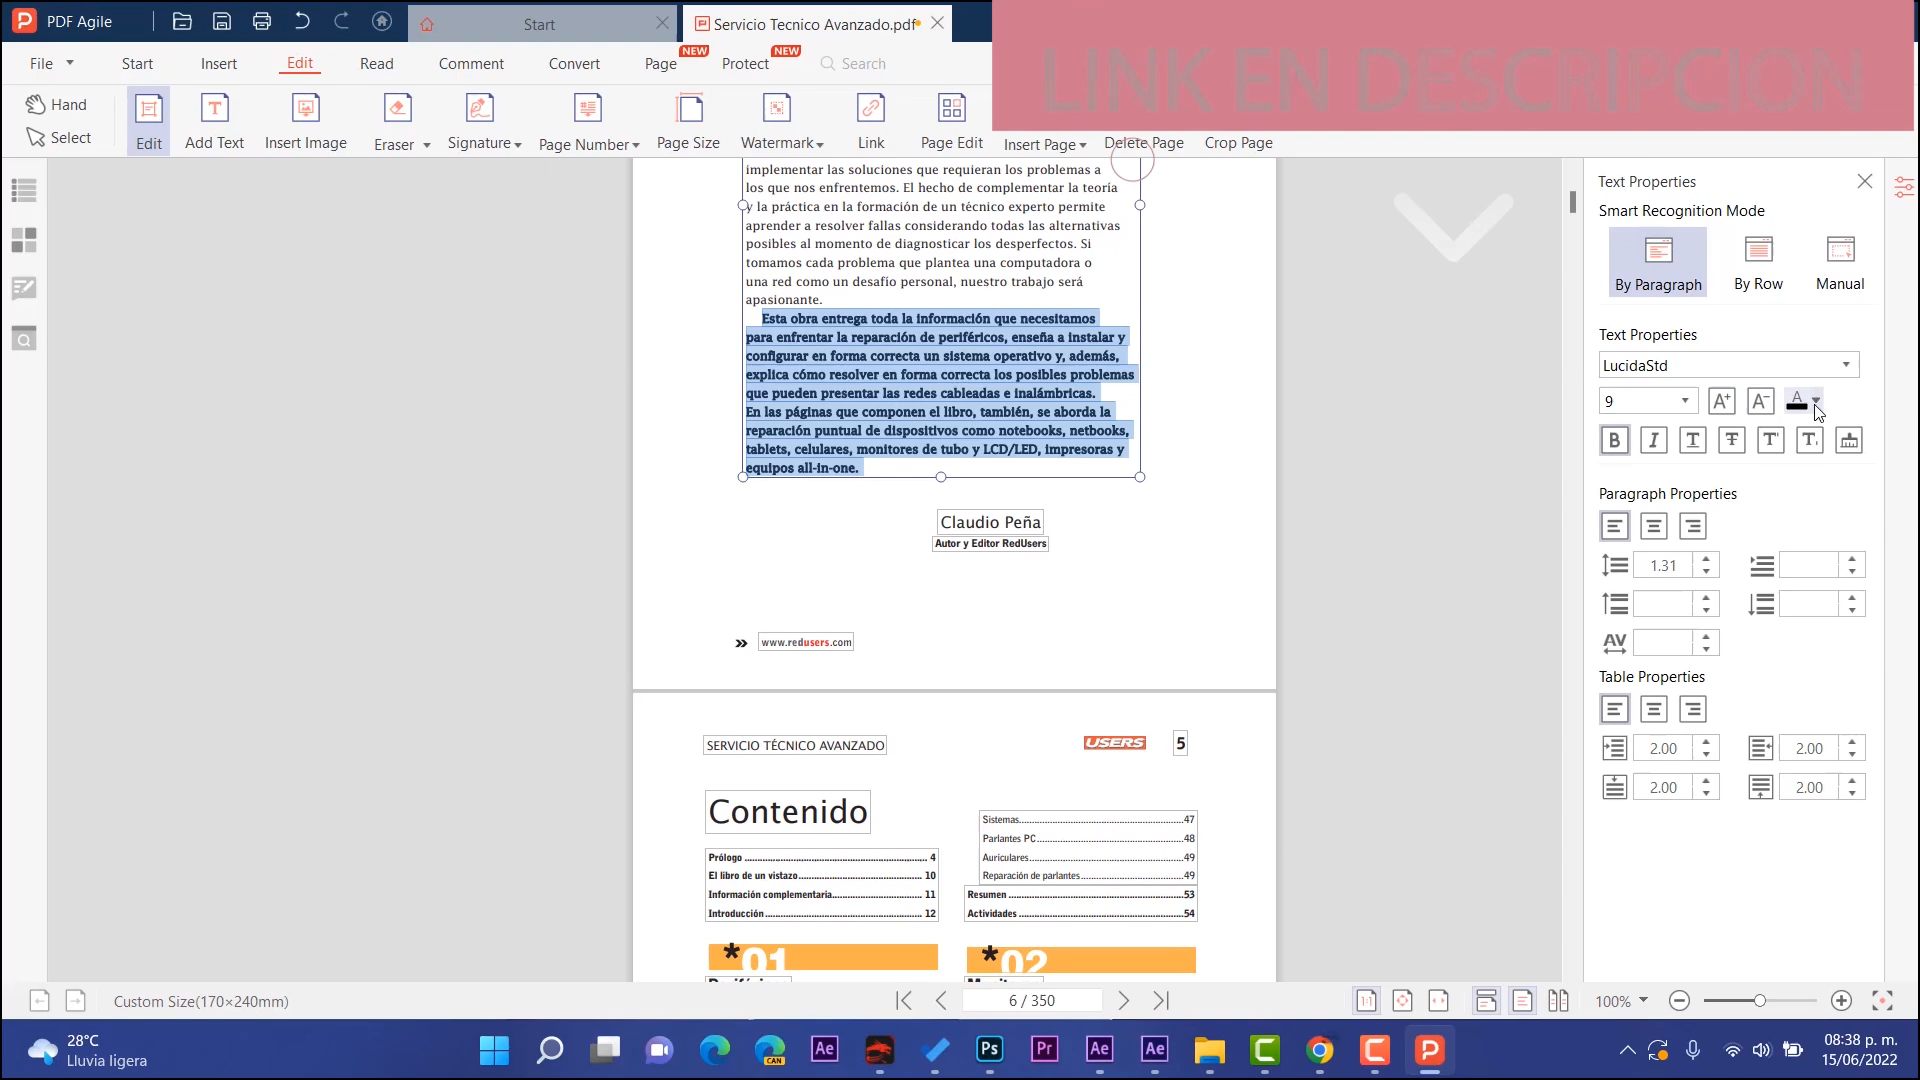 PDF Agile
Start
Servicio Tecnico Avanzado.pdf
LINK EN DESCRIPCION
File
Start
Insert
Edit
Read
Comment
Convert
Page
NEW
Protect
NEW
Search
Hand
Select
Edit
Add Text
Insert Image
Eraser
Signature
Page Number
Page Size
Watermark
Link
Page Edit
Insert Page
Delete Page
Crop Page
implementar las soluciones que requieran los problemas a
los que nos enfrentemos. El hecho de complementar la teoría
y la práctica en la formación de un técnico experto permite
aprender a resolver fallas considerando todas las alternativas
posibles al momento de diagnosticar los desperfectos. Si
tomamos cada problema que plantea una computadora o
una red como un desafío personal, nuestro trabajo será
apasionante.
Esta obra entrega toda la información que necesitamos
para enfrentar la reparación de periféricos, enseña a instalar y
configurar en forma correcta un sistema operativo y, además,
explica cómo resolver en forma correcta los posibles problemas
que pueden presentar las redes cableadas e inalámbricas.
En las páginas que componen el libro, también, se aborda la
reparación puntual de dispositivos como notebooks, netbooks,
tablets, celulares, monitores de tubo y LCD/LED, impresoras y
equipos all-in-one.
Claudio Peña
Autor y Editor RedUsers
» www.redusers.com
SERVICIO TÉCNICO AVANZADO
USERS
5
Contenido
Prólogo ........ 4
El libro de un vistazo ........ 10
Información complementaria ........ 11
Introducción ........ 12
*01
Sistemas ........ 47
Parlantes PC ........ 48
Auriculares ........ 49
Reparación de parlantes ........ 49
Resumen ........ 53
Actividades ........ 54
*02
Text Properties
Smart Recognition Mode
By Paragraph
By Row
Manual
Text Properties
LucidaStd
9
A+
A-
A
B I T T T T
Paragraph Properties
1.31
AV
Table Properties
2.00
2.00
2.00
2.00
Custom Size(170×240mm)
6 / 350
1:1
100%
28°C
Lluvia ligera
CAN
Ae
Ps
Pr
Ae
Ae
08:38 p. m.
15/06/2022